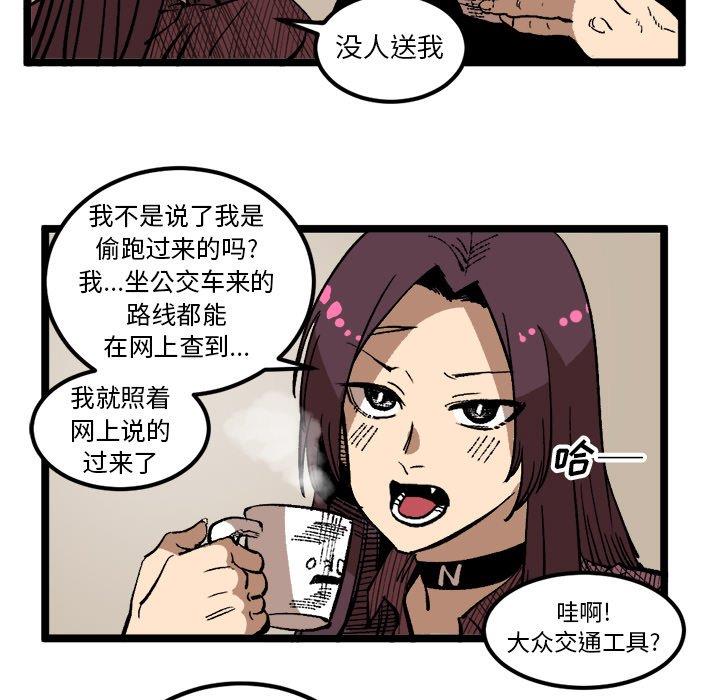 没人送我
我不是说了我是
偷跑过来的吗?
我...坐公交车来的
路线都能
在网上查到...
我就照着
网上说的
过来了
哈—
N
哇啊!
大众交通工具?